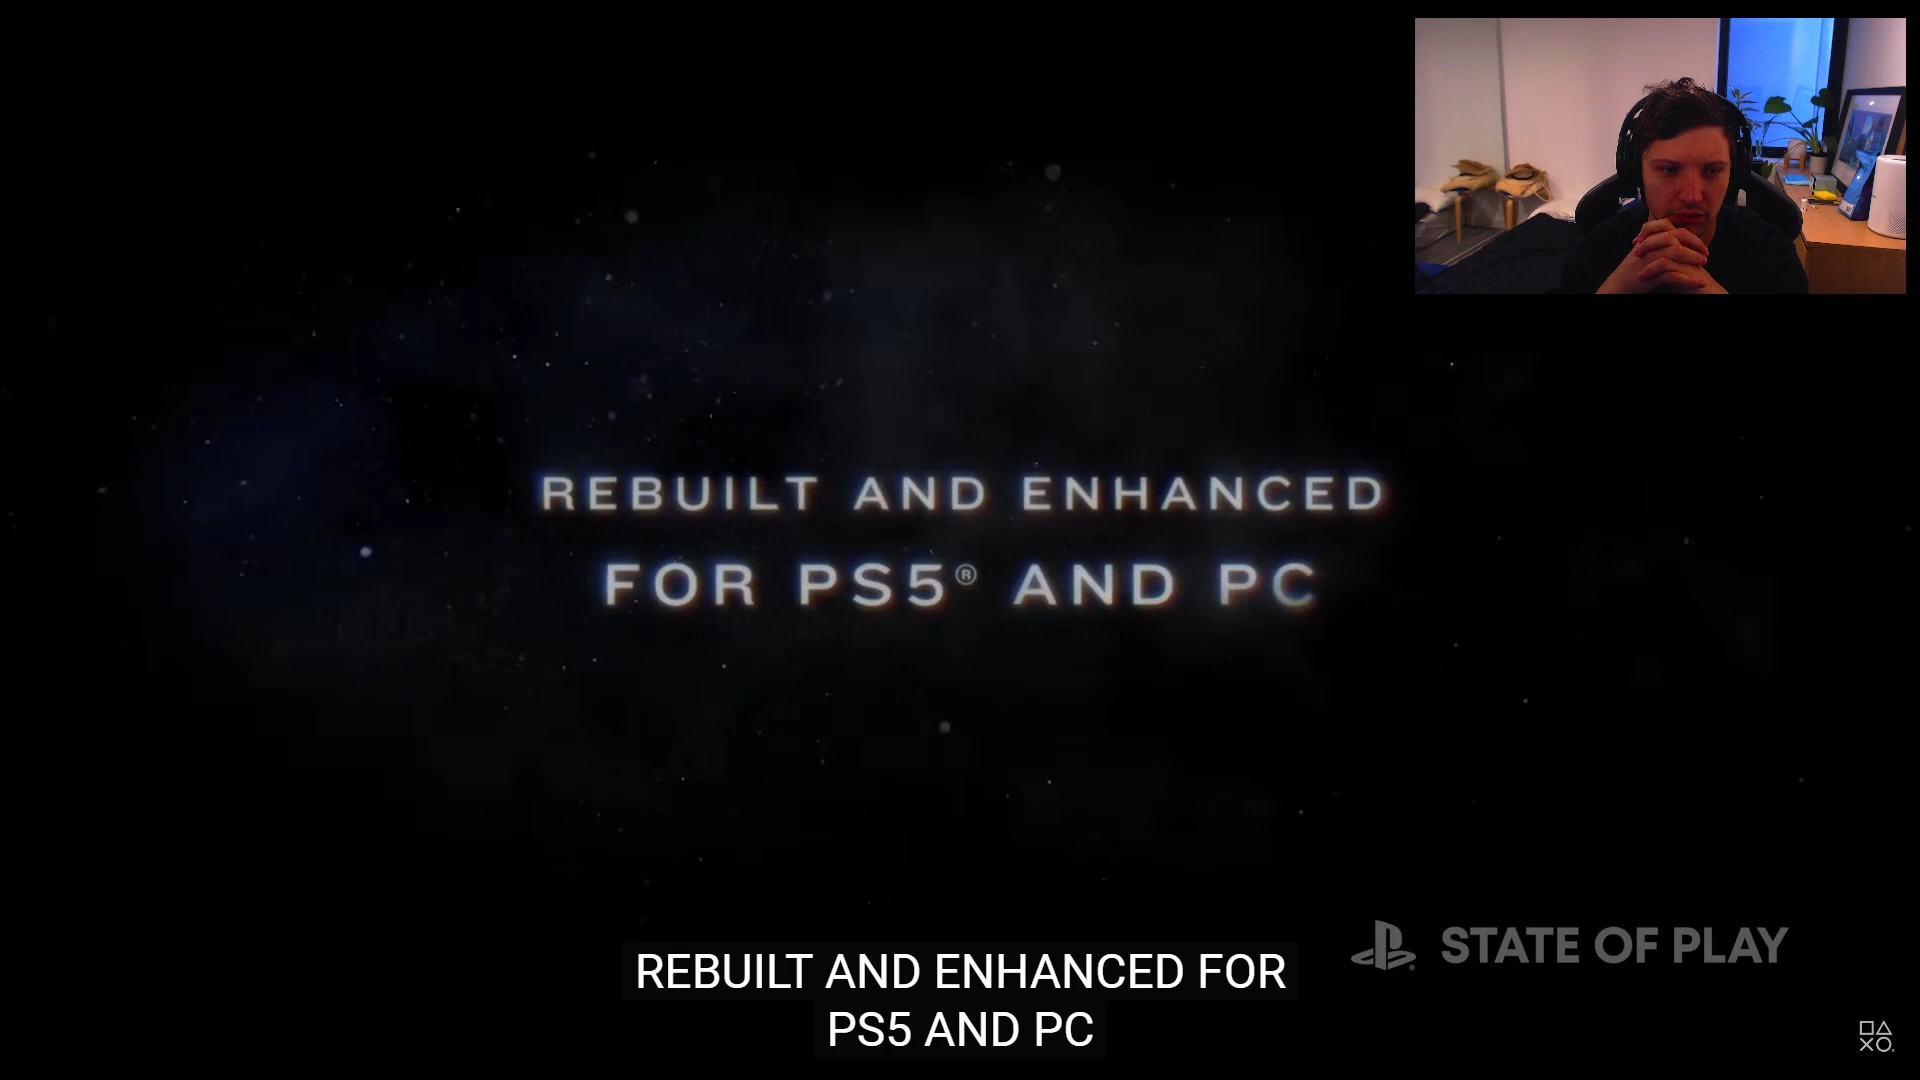 REBUILT AND ENHANCED
FOR PS5® AND PC
STATE OF PLAY
REBUILT AND ENHANCED FOR
PS5 AND PC